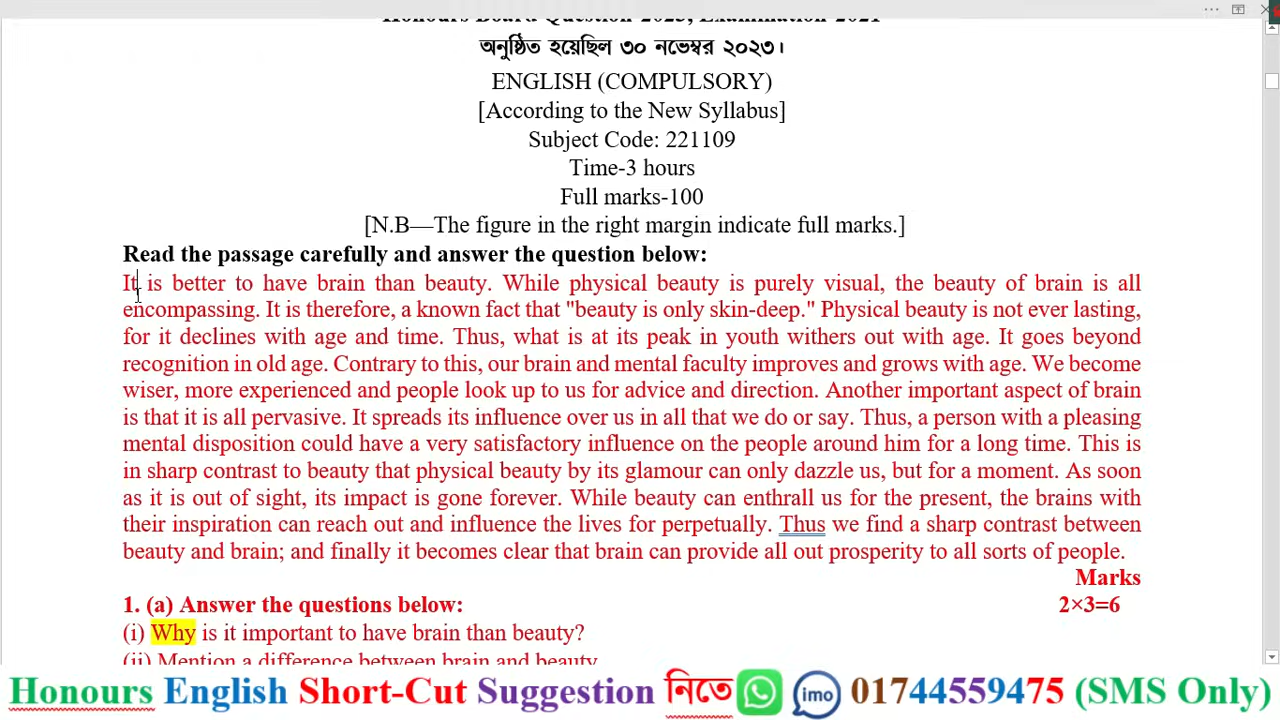 Honours Board Question 2023, Examination-2021
অনুষ্ঠিত হয়েছিল ৩০ নভেম্বর ২০২৩।
ENGLISH (COMPULSORY)
[According to the New Syllabus]
Subject Code: 221109
Time-3 hours
Full marks-100
[N.B—The figure in the right margin indicate full marks.]
Read the passage carefully and answer the question below:
It is better to have brain than beauty. While physical beauty is purely visual, the beauty of brain is all
encompassing. It is therefore, a known fact that "beauty is only skin-deep." Physical beauty is not ever lasting,
for it declines with age and time. Thus, what is at its peak in youth withers out with age. It goes beyond
recognition in old age. Contrary to this, our brain and mental faculty improves and grows with age. We become
wiser, more experienced and people look up to us for advice and direction. Another important aspect of brain
is that it is all pervasive. It spreads its influence over us in all that we do or say. Thus, a person with a pleasing
mental disposition could have a very satisfactory influence on the people around him for a long time. This is
in sharp contrast to beauty that physical beauty by its glamour can only dazzle us, but for a moment. As soon
as it is out of sight, its impact is gone forever. While beauty can enthrall us for the present, the brains with
their inspiration can reach out and influence the lives for perpetually. Thus we find a sharp contrast between
beauty and brain; and finally it becomes clear that brain can provide all out prosperity to all sorts of people.
Marks
1. (a) Answer the questions below: 2×3=6
(i) Why is it important to have brain than beauty?
(ii) Mention a difference between brain and beauty.
Honours English Short-Cut Suggestion নিতে imo 01744559475 (SMS Only)